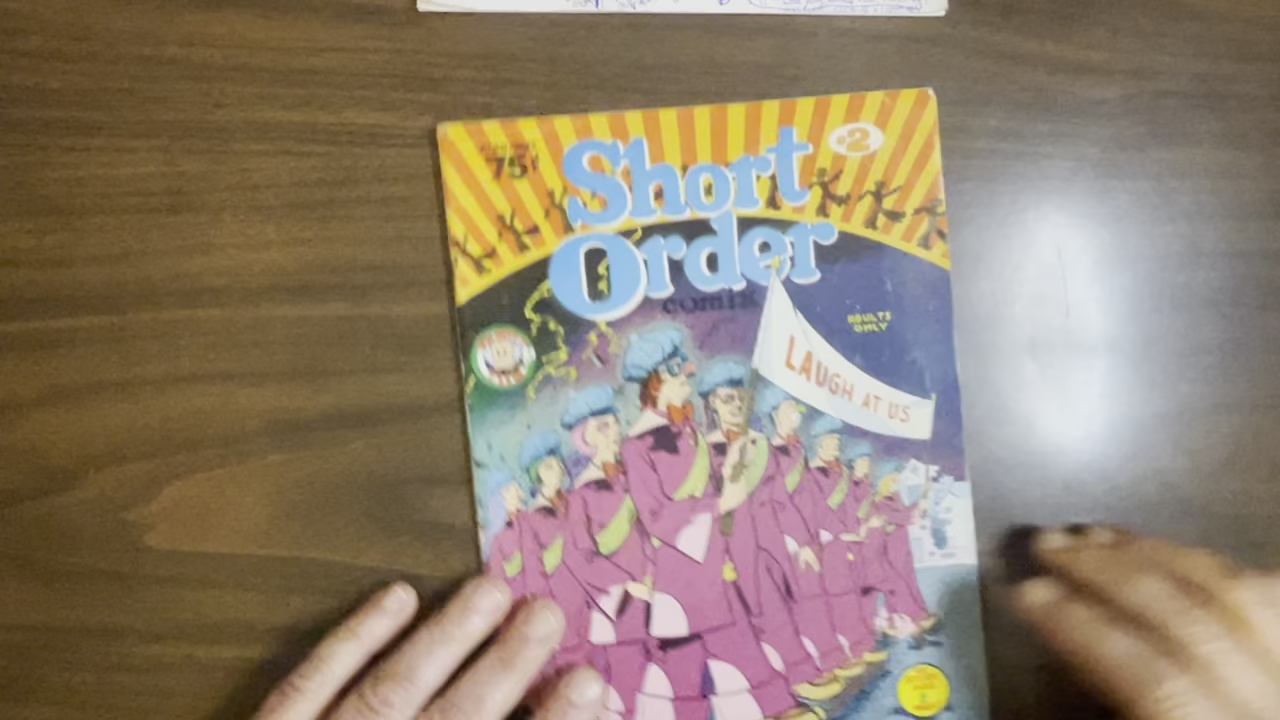 75¢
#2
Short
Order
comix
ADULTS
ONLY
LAUGH AT US